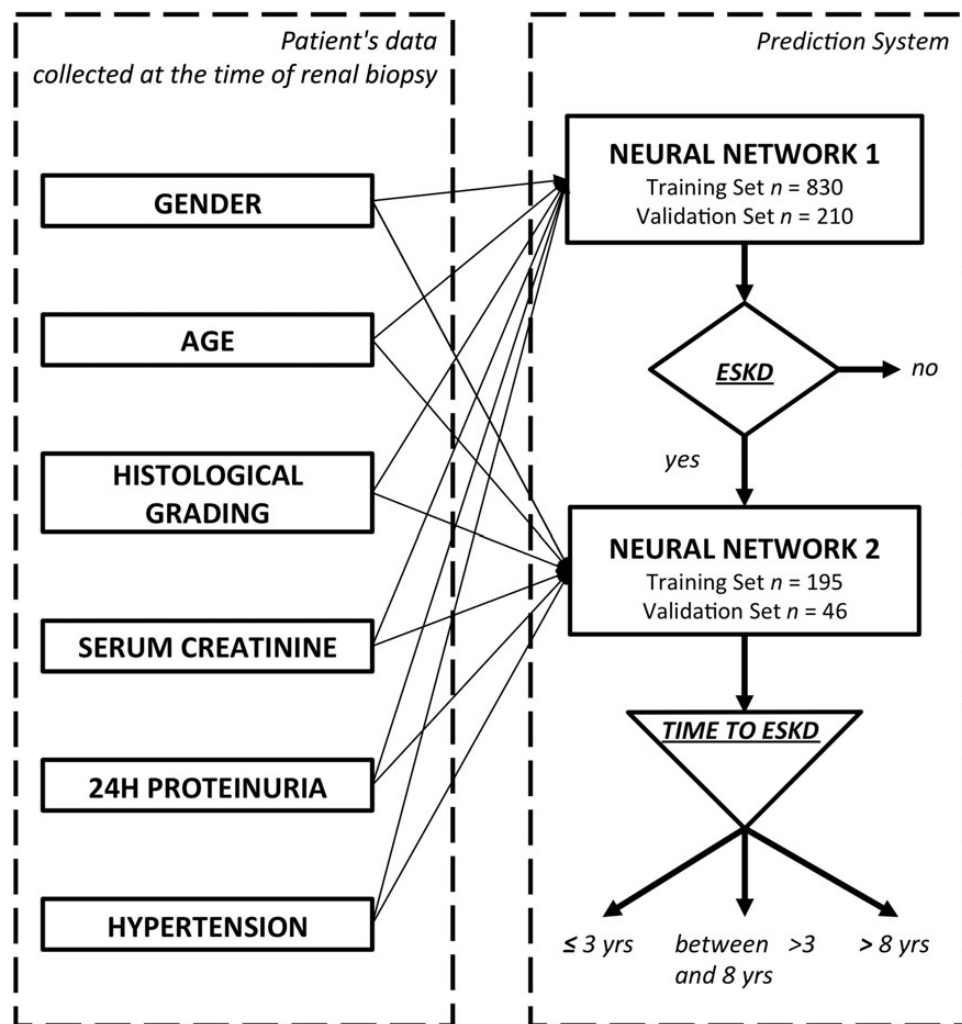 Patient's data
collected at the time of renal biopsy
GENDER
AGE
HISTOLOGICAL
GRADING
SERUM CREATININE
24H PROTEINURIA
HYPERTENSION
Prediction System
NEURAL NETWORK 1
Training Set n = 830
Validation Set n = 210
ESKD
no
yes
NEURAL NETWORK 2
Training Set n = 195
Validation Set n = 46
TIME TO ESKD
≤ 3 yrs
between >3
and 8 yrs
> 8 yrs